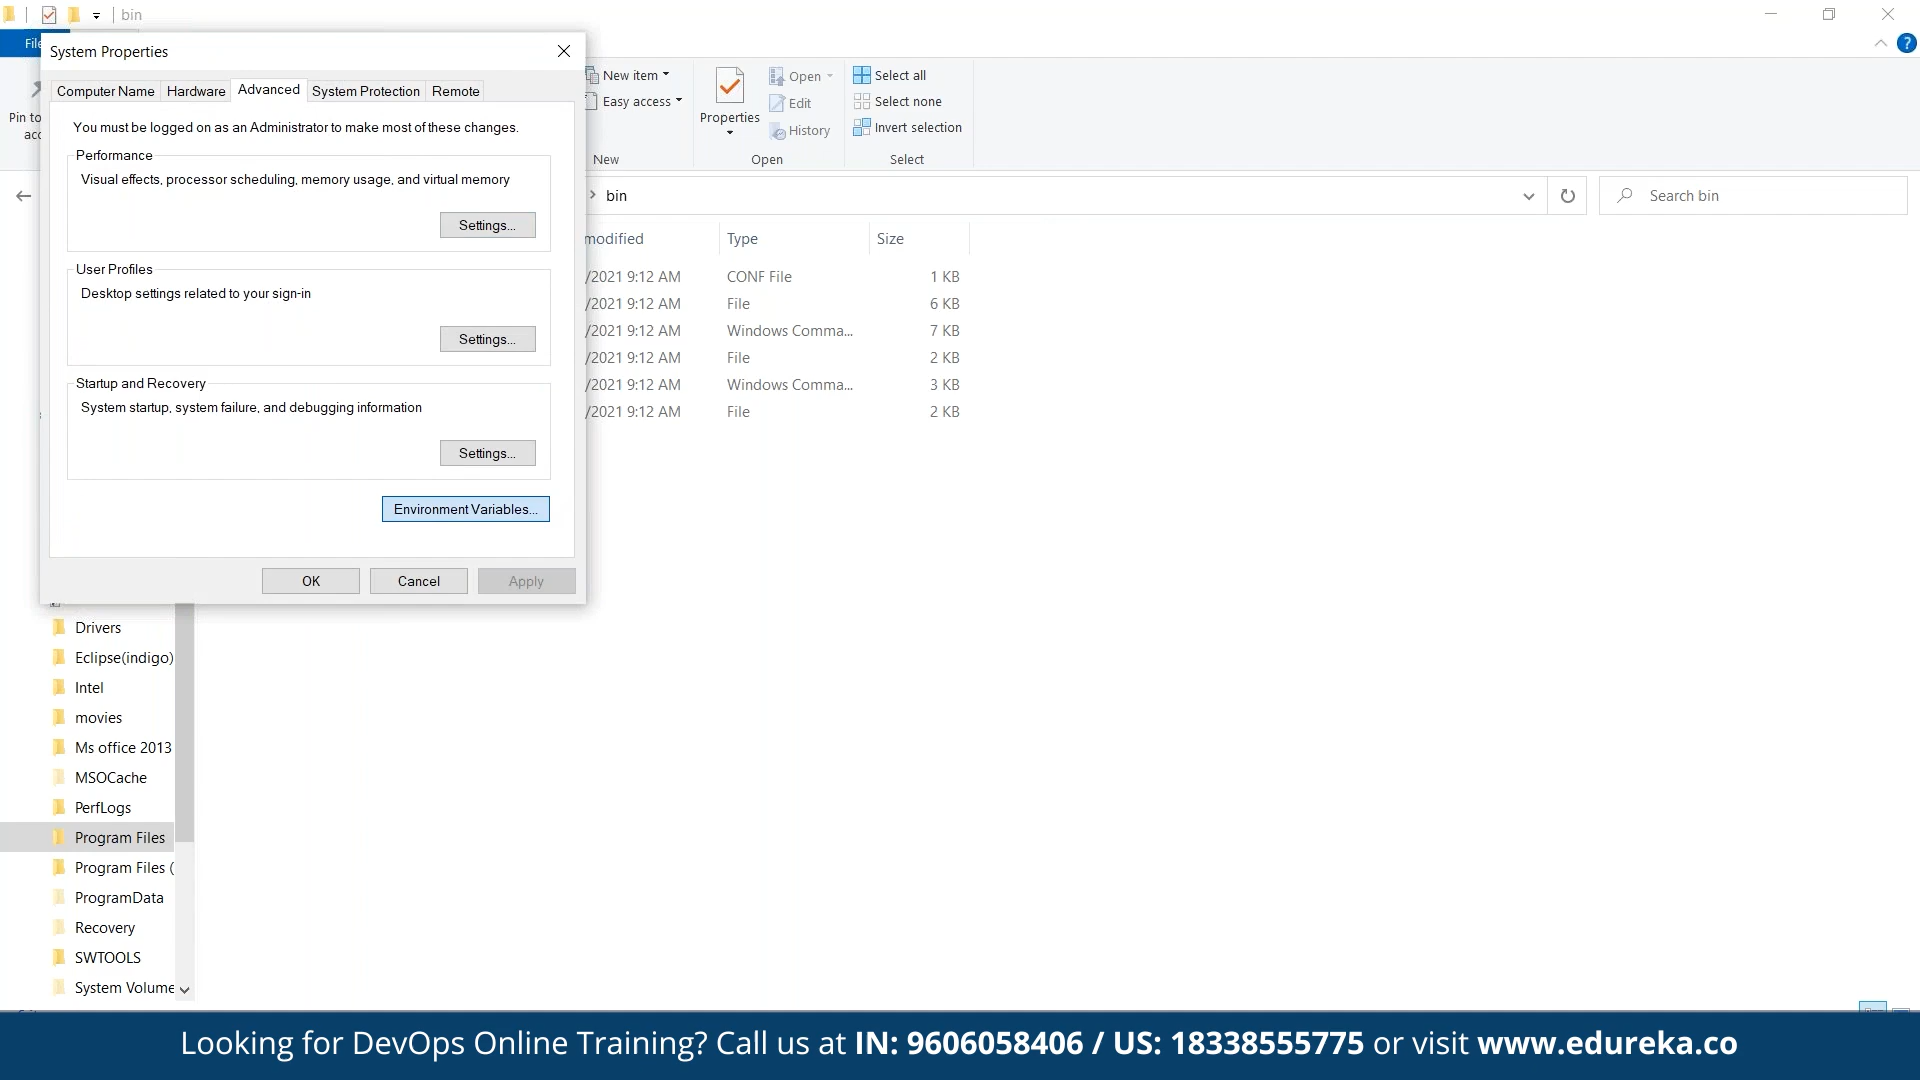 bin
File
System Properties
Computer Name
Hardware
Advanced
System Protection
Remote
You must be logged on as an Administrator to make most of these changes.
Performance
Visual effects, processor scheduling, memory usage, and virtual memory
Settings...
User Profiles
Desktop settings related to your sign-in
Settings...
Startup and Recovery
System startup, system failure, and debugging information
Settings...
Environment Variables...
OK
Cancel
Apply
Pin to
New item
Easy access
New
Properties
Open
Edit
History
Open
Select all
Select none
Invert selection
Select
bin
Search bin
modified Type Size
/2021 9:12 AM CONF File 1 KB
/2021 9:12 AM File 6 KB
/2021 9:12 AM Windows Comma... 7 KB
/2021 9:12 AM File 2 KB
/2021 9:12 AM Windows Comma... 3 KB
/2021 9:12 AM File 2 KB
Drivers
Eclipse(indigo)
Intel
movies
Ms office 2013
MSOCache
PerfLogs
Program Files
Program Files (
ProgramData
Recovery
SWTOOLS
System Volume
Looking for DevOps Online Training? Call us at IN: 9606058406 / US: 18338555775 or visit www.edureka.co